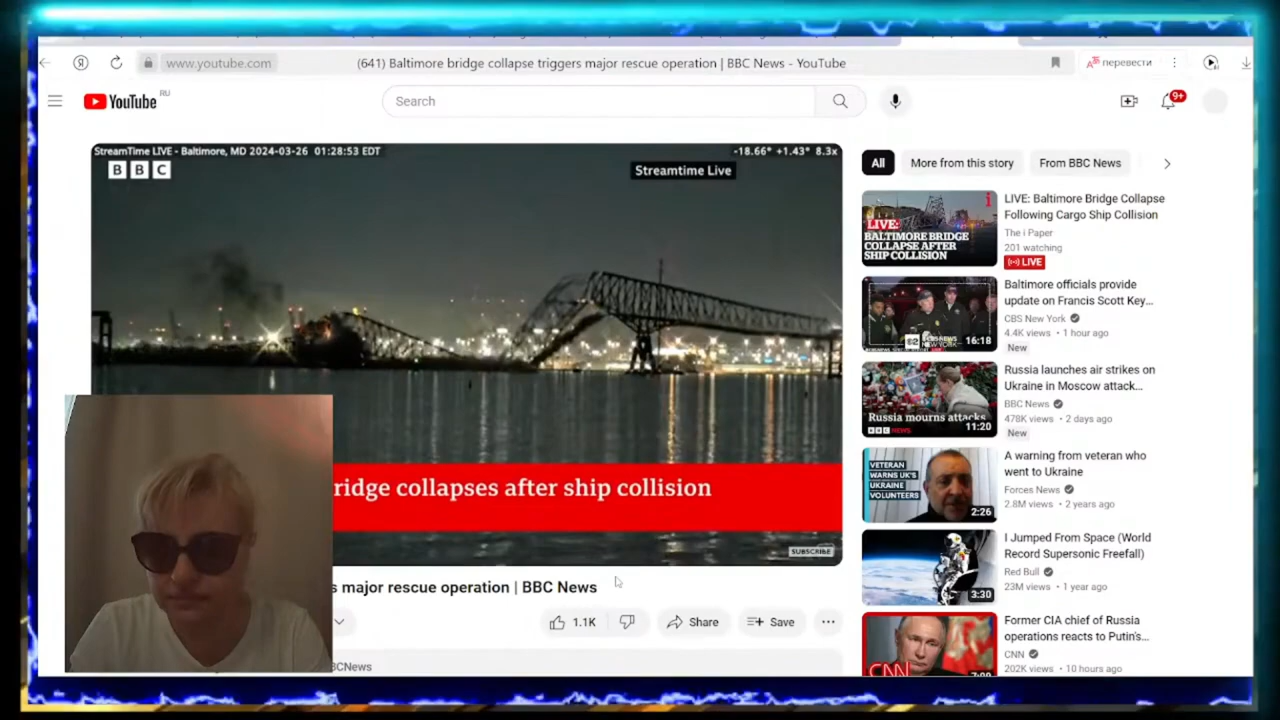 www.youtube.com
(641) Baltimore bridge collapse triggers major rescue operation | BBC News - YouTube
перевести
YouTube
RU
Search
9+
StreamTime LIVE - Baltimore, MD 2024-03-26 01:28:53 EDT
-18.66° +1.43° 8.3x
BBC
Streamtime Live
ridge collapses after ship collision
SUBSCRIBE
s major rescue operation | BBC News
1.1K
Share
Save
BCNews
All
More from this story
From BBC News
LIVE:
BALTIMORE BRIDGE
COLLAPSE AFTER
SHIP COLLISION
LIVE: Baltimore Bridge Collapse
Following Cargo Ship Collision
The i Paper
201 watching
LIVE
16:18
Baltimore officials provide
update on Francis Scott Key...
CBS New York
4.4K views • 1 hour ago
New
Russia mourns attacks
BBC NEWS
11:20
Russia launches air strikes on
Ukraine in Moscow attack...
BBC News
478K views • 2 days ago
New
VETERAN
WARNS UK'S
UKRAINE
VOLUNTEERS
2:26
A warning from veteran who
went to Ukraine
Forces News
2.8M views • 2 years ago
3:30
I Jumped From Space (World
Record Supersonic Freefall)
Red Bull
23M views • 1 year ago
CNN
Former CIA chief of Russia
operations reacts to Putin's...
CNN
202K views • 10 hours ago